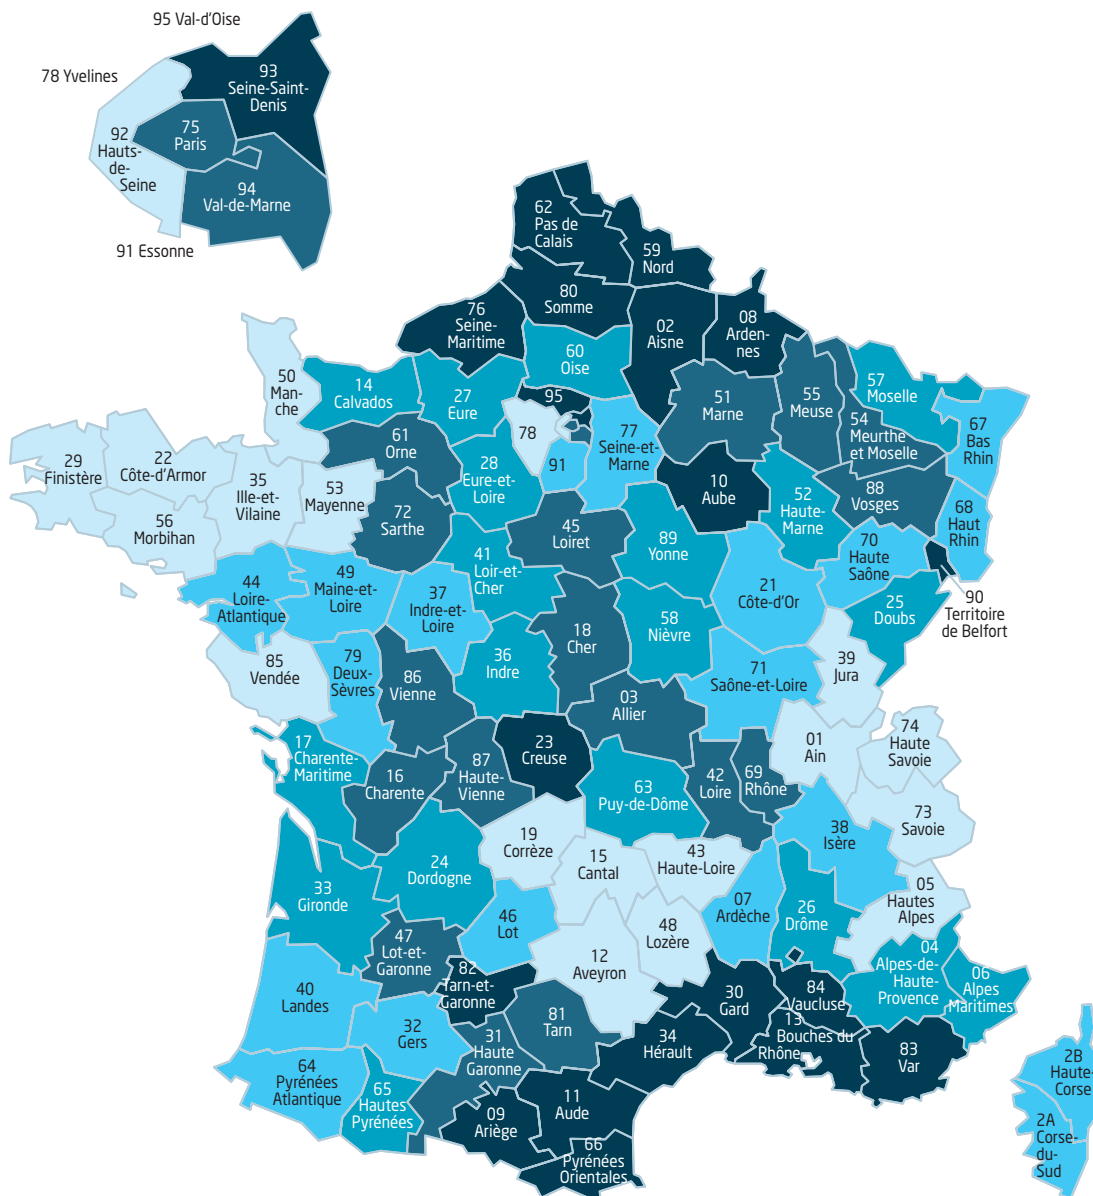 95 Val-d'Oise
78 Yvelines
93
Seine-Saint-
Denis
75
Paris
92
Hauts-
de-
Seine
94
Val-de-Marne
91 Essonne
62
Pas de
Calais
59
Nord
80
Somme
76
Seine-
Maritime
02
Aisne
08
Arden-
nes
60
Oise
50
Man-
che
14
Calvados
27
Eure
95
51
Marne
55
Meuse
57
Moselle
54
Meurthe
et Moselle
67
Bas
Rhin
61
Orne
78
77
Seine-et-
Marne
91
28
Eure-et-
Loire
29
Finistère
22
Côte-d'Armor
35
Ille-et-
Vilaine
53
Mayenne
56
Morbihan
72
Sarthe
10
Aube
52
Haute-
Marne
88
Vosges
68
Haut
Rhin
45
Loiret
89
Yonne
70
Haute
Saône
41
Loir-et-
Cher
44
Loire-
Atlantique
49
Maine-et-
Loire
37
Indre-et-
Loire
21
Côte-d'Or
90
Territoire
de Belfort
25
Doubs
18
Cher
58
Nièvre
85
Vendée
79
Deux-
Sèvres
86
Vienne
36
Indre
71
Saône-et-Loire
39
Jura
03
Allier
17
Charente-
Maritime
16
Charente
87
Haute-
Vienne
23
Creuse
63
Puy-de-Dôme
42
Loire
69
Rhône
01
Ain
74
Haute
Savoie
73
Savoie
38
Isère
19
Corrèze
15
Cantal
43
Haute-Loire
24
Dordogne
33
Gironde
46
Lot
07
Ardèche
26
Drôme
05
Hautes
Alpes
47
Lot-et-
Garonne
12
Aveyron
48
Lozère
04
Alpes-de-
Haute-
Provence
06
Alpes
Maritimes
40
Landes
82
Tarn-et-
Garonne
30
Gard
84
Vaucluse
32
Gers
31
Haute
Garonne
81
Tarn
34
Hérault
13
Bouches du
Rhône
83
Var
64
Pyrénées
Atlantique
65
Hautes
Pyrénées
09
Ariège
11
Aude
66
Pyrénées
Orientales
2B
Haute-
Corse
2A
Corse-
du-
Sud